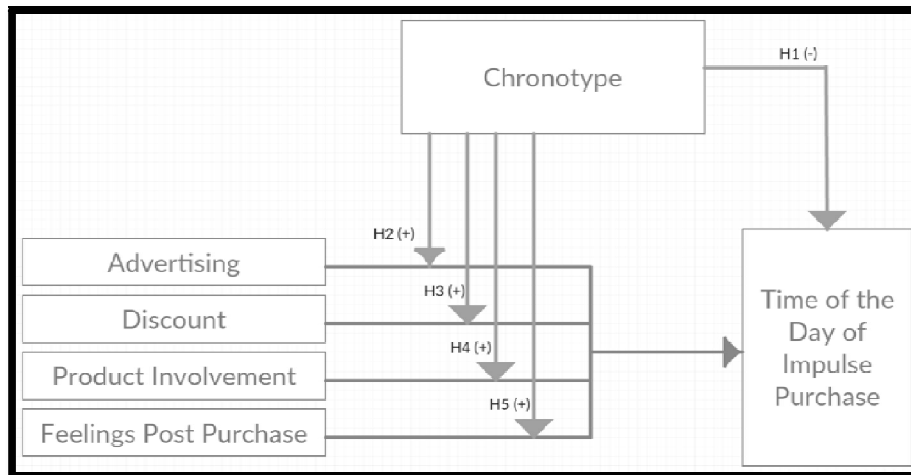 Chronotype
H1 (-)
H2 (+)
Advertising
H3 (+)
Discount
H4 (+)
Product Involvement
H5 (+)
Feelings Post Purchase
Time of the
Day of
Impulse
Purchase